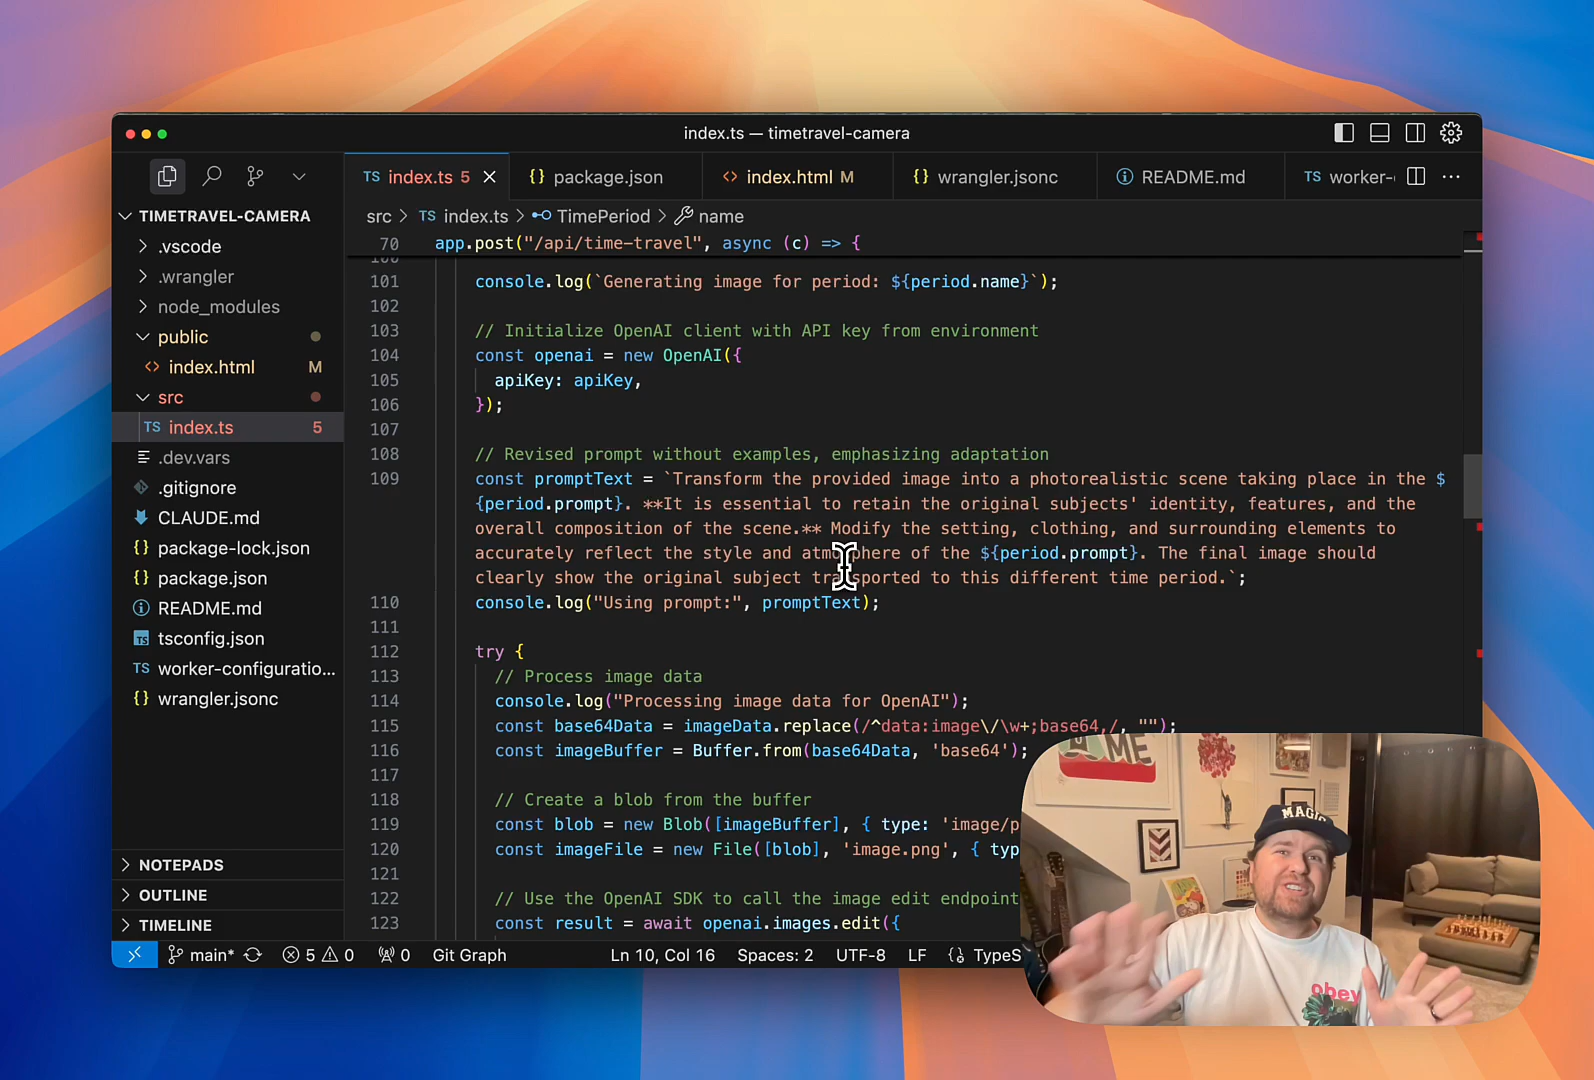 index.ts — timetravel-camera
TIMETRAVEL-CAMERA
.vscode
.wrangler
node_modules
public
index.html M
src
TS index.ts 5
.dev.vars
.gitignore
CLAUDE.md
{} package-lock.json
{} package.json
README.md
tsconfig.json
TS worker-configuratio...
{} wrangler.jsonc
NOTEPADS
OUTLINE
TIMELINE
TS index.ts 5
{} package.json
<> index.html M
{} wrangler.jsonc
README.md
TS worker-
src > TS index.ts > TimePeriod > name
70 app.post("/api/time-travel", async (c) => {
101 console.log(`Generating image for period: ${period.name}`);
102
103 // Initialize OpenAI client with API key from environment
104 const openai = new OpenAI({
105 apiKey: apiKey,
106 });
107
108 // Revised prompt without examples, emphasizing adaptation
109 const promptText = `Transform the provided image into a photorealistic scene taking place in the $
{period.prompt}. **It is essential to retain the original subjects' identity, features, and the
overall composition of the scene.** Modify the setting, clothing, and surrounding elements to
accurately reflect the style and atmosphere of the ${period.prompt}. The final image should
clearly show the original subject transported to this different time period.`;
110 console.log("Using prompt:", promptText);
111
112 try {
113 // Process image data
114 console.log("Processing image data for OpenAI");
115 const base64Data = imageData.replace(/^data:image\/\w+;base64,/, "");
116 const imageBuffer = Buffer.from(base64Data, 'base64');
117
118 // Create a blob from the buffer
119 const blob = new Blob([imageBuffer], { type: 'image/p
120 const imageFile = new File([blob], 'image.png', { typ
121
122 // Use the OpenAI SDK to call the image edit endpoint
123 const result = await openai.images.edit({
main* 5 0 0 Git Graph Ln 10, Col 16 Spaces: 2 UTF-8 LF {} TypeS
MAGIC
obey